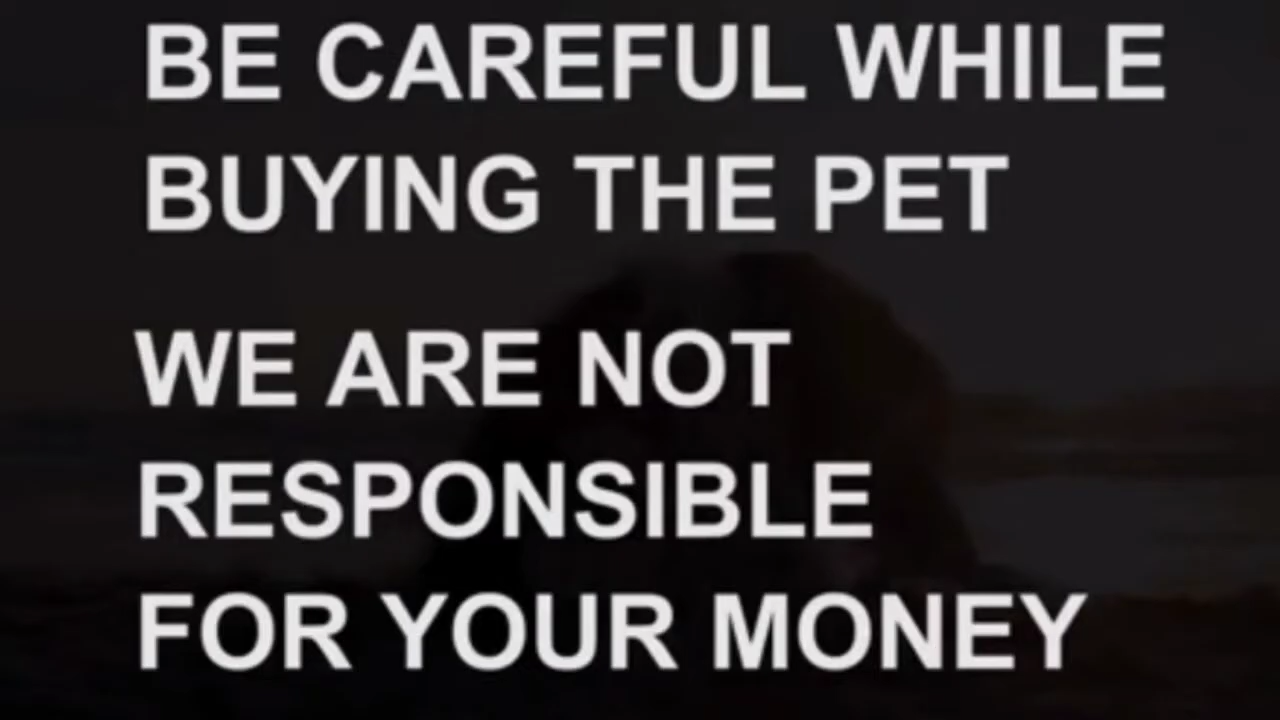 BE CAREFUL WHILE
BUYING THE PET
WE ARE NOT
RESPONSIBLE
FOR YOUR MONEY